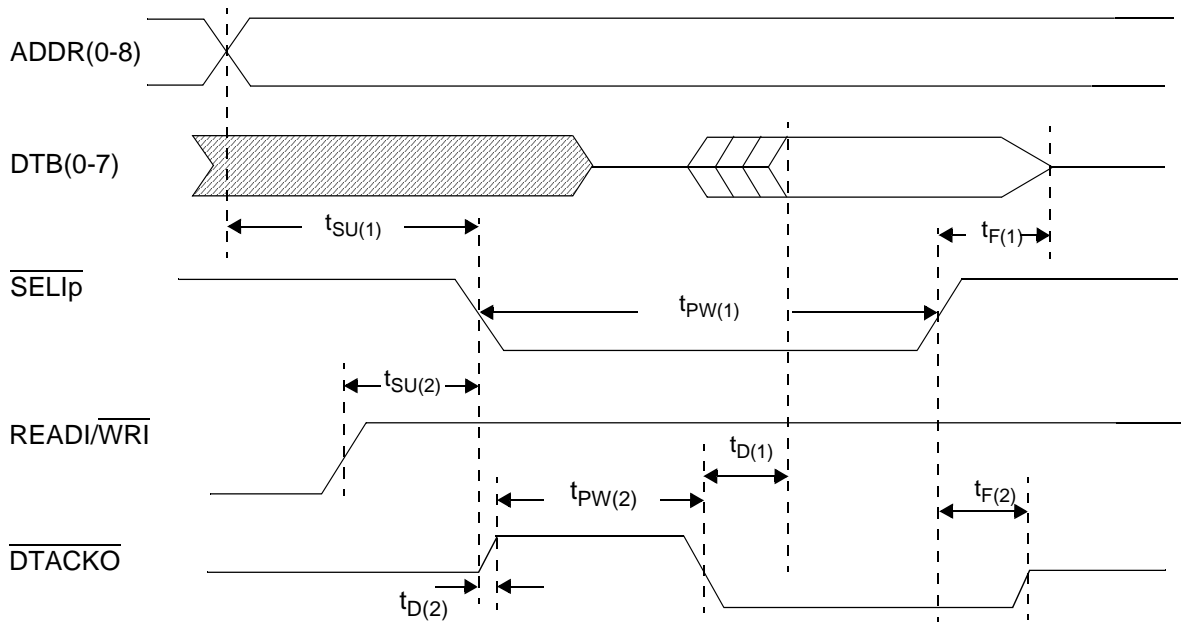 ADDR(0-8)
DTB(0-7)
tSU(1)
tF(1)
SELIp
tPW(1)
tSU(2)
READI/WRI
tD(1)
tPW(2)
tF(2)
DTACKO
tD(2)